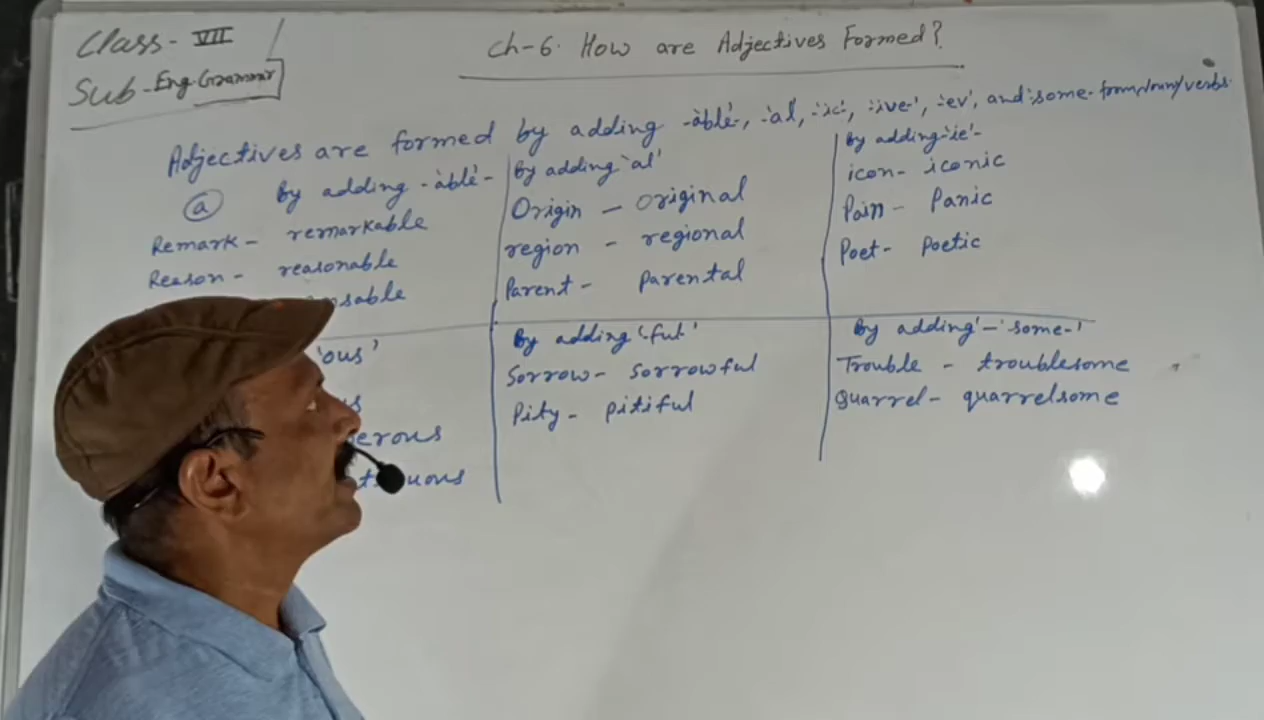 Class- VII
Sub-Eng.Grammar
Ch-6. How are Adjectives Formed?
Adjectives are formed by adding -able-, -al, -ic-, -ive-', -ev', and some- from noun/verbs.
(a) By adding -able-
Remark - remarkable
Reason - reasonable
sable
By adding 'al'
Origin - original
region - regional
Parent - Parental
By adding-ie'-
icon- iconic
Pain - Panic
Poet- Poetic
'ous'
us
erous
uous
By adding '-ful'
Sorrow- Sorrowful
Pity- pitiful
By adding'-'some-'
Trouble - troublesome
Quarrel- quarrelsome